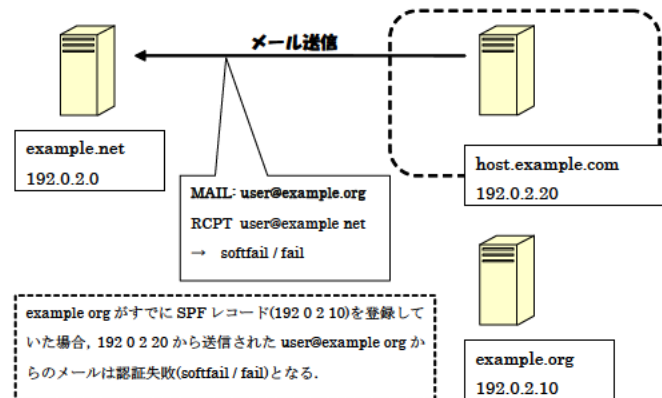 メール送信
example.net
192.0.2.0
host.example.com
192.0.2.20
MAIL: user@example.org
RCPT user@example net
→ softfail / fail
example org がすでに SPF レコード(192 0 2 10)を登録して
いた場合, 192 0 2 20 から送信された user@example org か
らのメールは認証失敗(softfail / fail)となる.
example.org
192.0.2.10